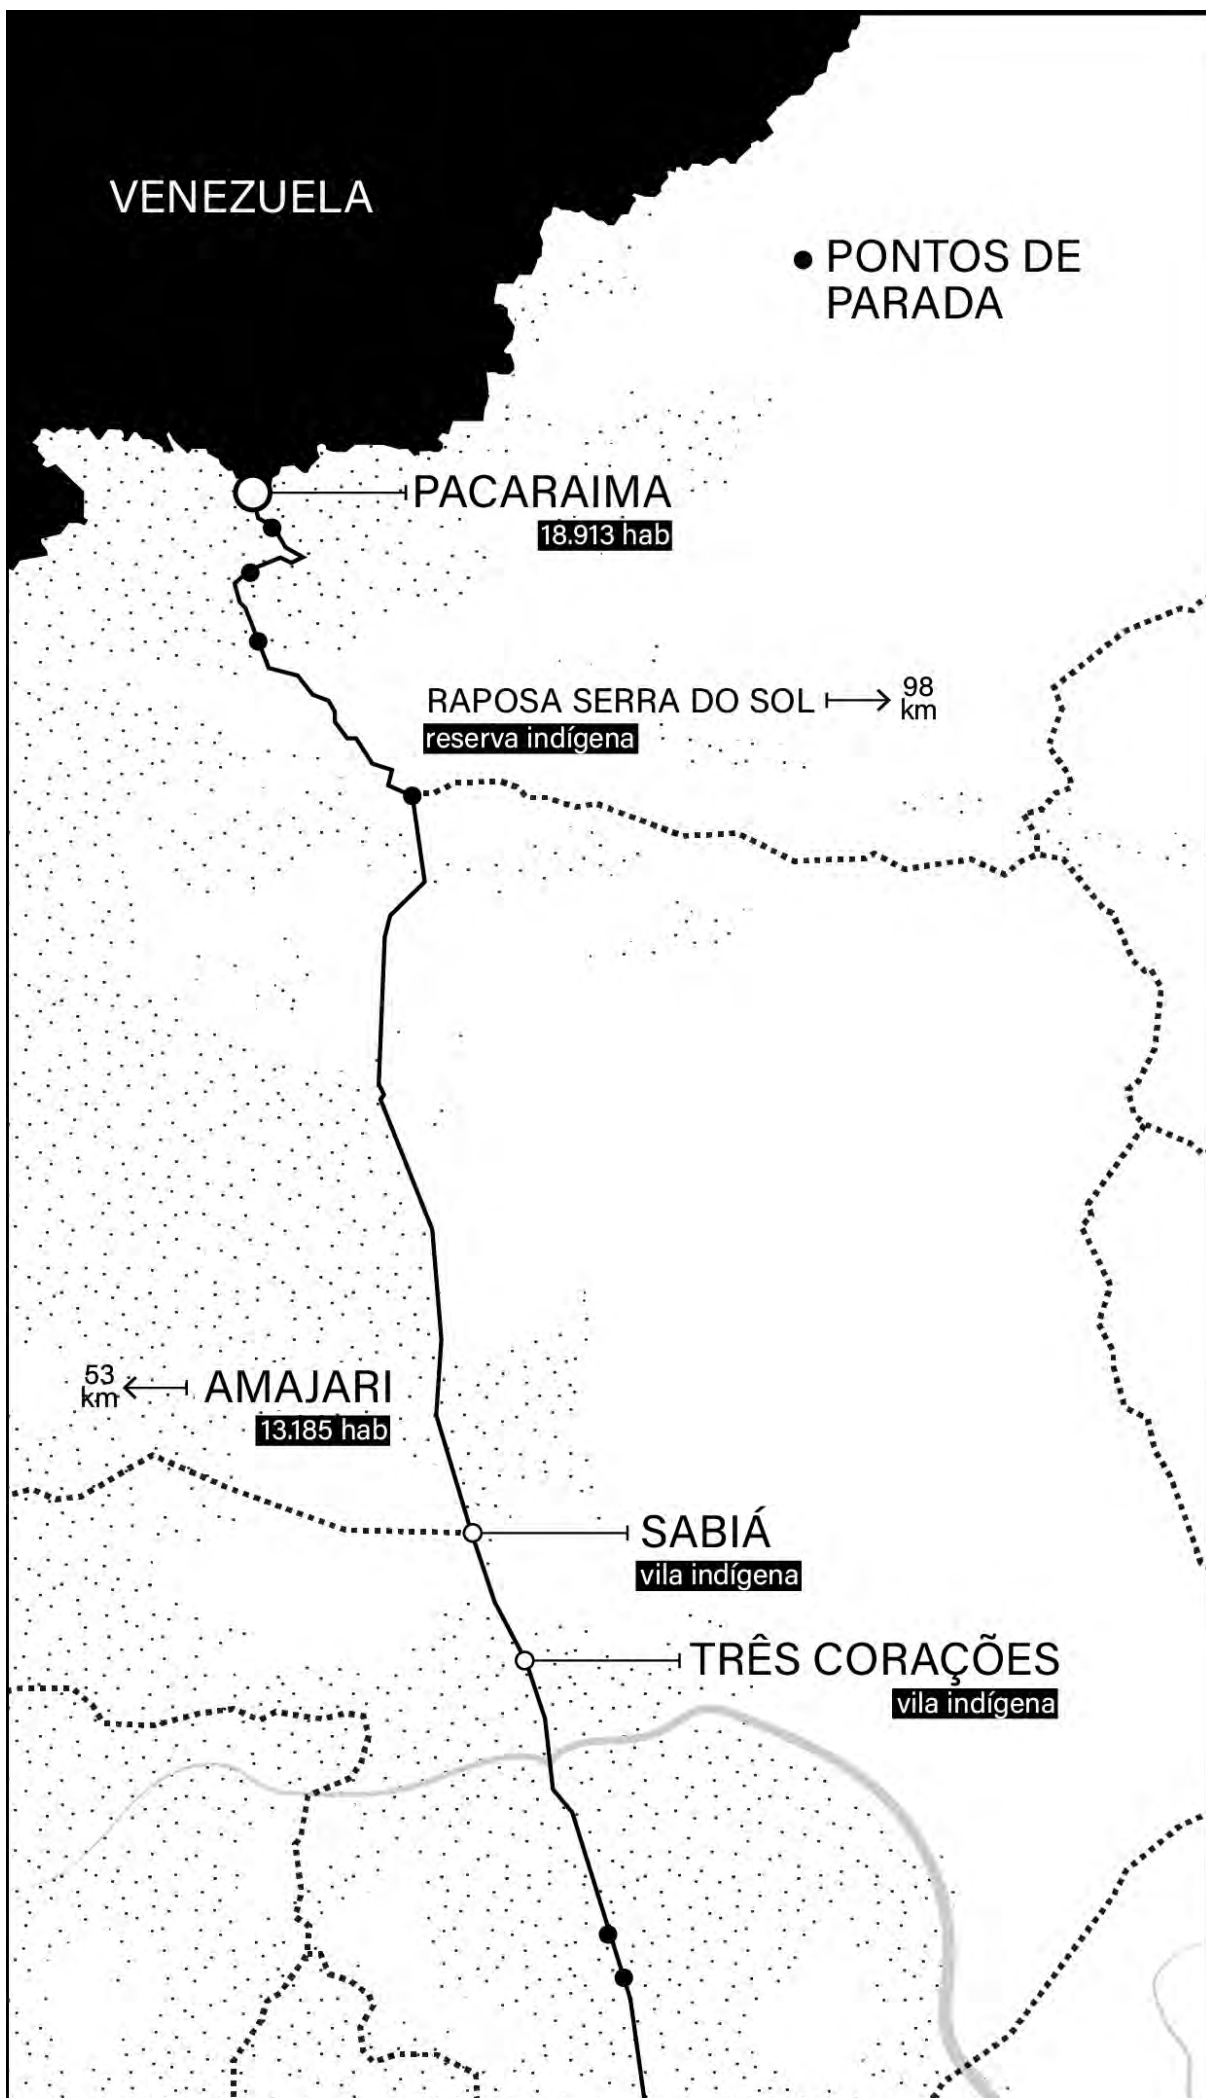 VENEZUELA
PONTOS DE
PARADA
PACARAIMA
18.913 hab
RAPOSA SERRA DO SOL
98
km
reserva indígena
53
km
AMAJARI
13.185 hab
SABIÁ
vila indígena
TRÊS CORAÇÕES
vila indígena